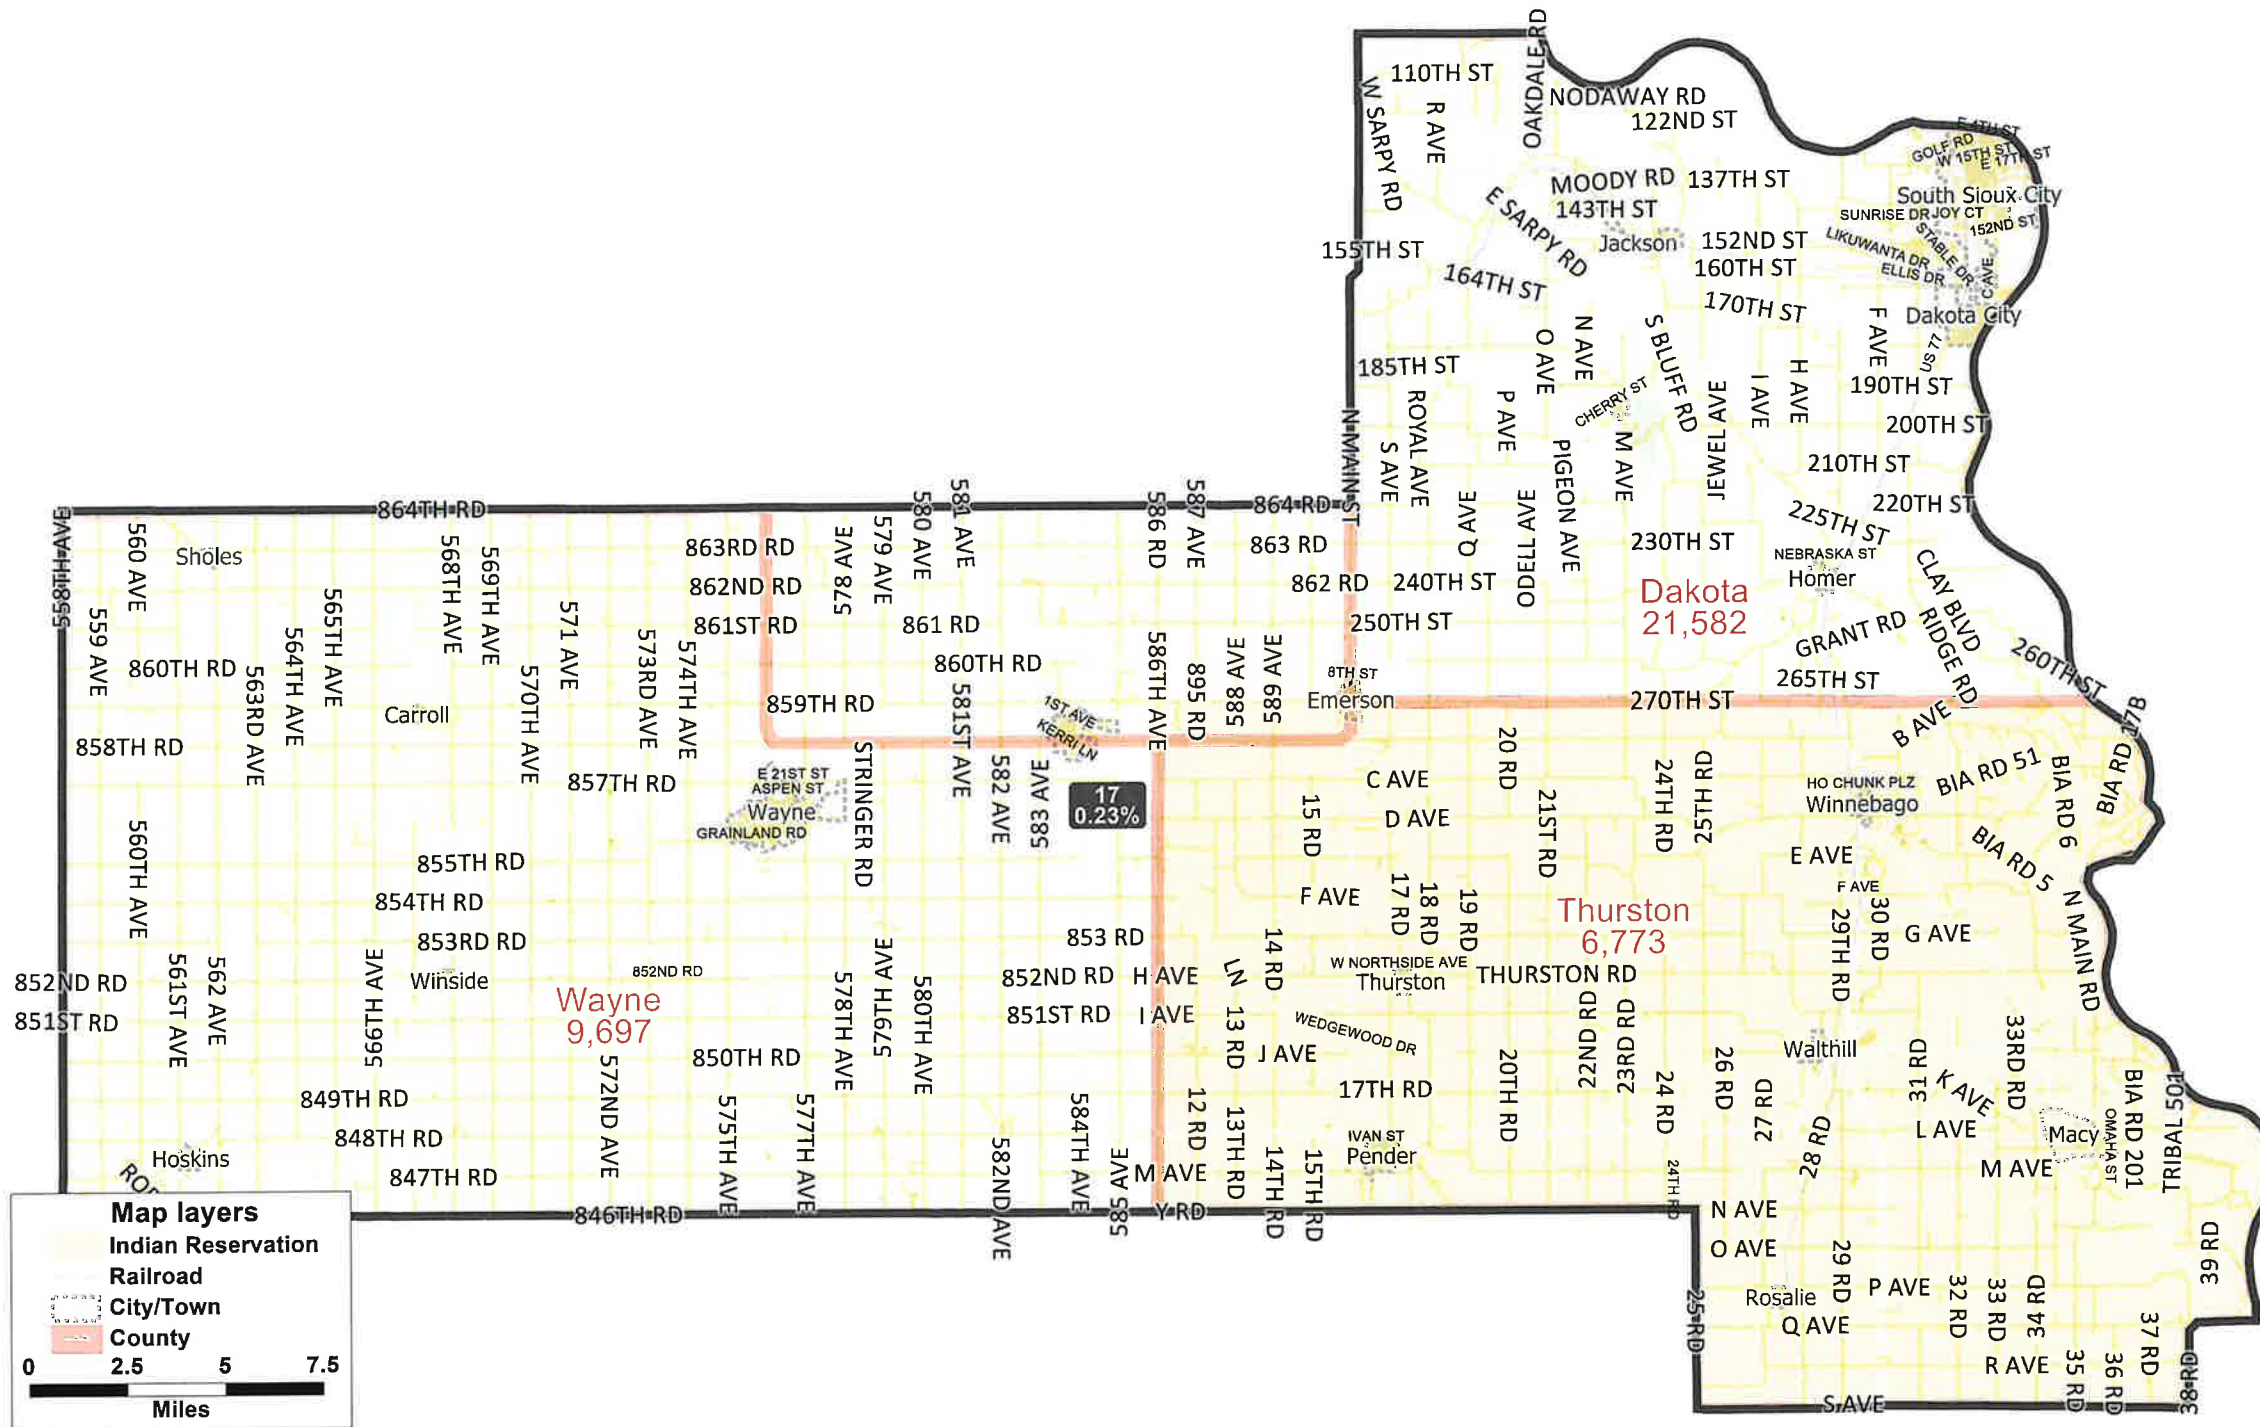 OAKDALE RD
110TH ST
W SARPY RD
R AVE
NODAWAY RD
122ND ST
E 4TH ST
GOLF RD
W 15TH ST
E 17TH ST
MOODY RD
137TH ST
143TH ST
E SARPY RD
South Sioux City
SUNRISE DR
JOY CT
152ND ST
STABLE DR
LIKUWANTA DR
ELLIS DR
C AVE
Jackson
152ND ST
155TH ST
160TH ST
164TH ST
170TH ST
Dakota City
F AVE
US 77
N AVE
O AVE
S BLUFF RD
185TH ST
CHERRY ST
190TH ST
H AVE
I AVE
JEWEL AVE
P AVE
ROYAL AVE
S AVE
N MAIN ST
200TH ST
M AVE
PIGEON AVE
210TH ST
220TH ST
225TH ST
Q AVE
ODELL AVE
230TH ST
NEBRASKA ST
Homer
240TH ST
250TH ST
Dakota
21,582
CLAY BLVD
RIDGE RD
GRANT RD
260TH ST
265TH ST
270TH ST
8TH ST
Emerson
864TH RD
864 RD
558TH AVE
560 AVE
Sholes
568TH AVE
569TH AVE
863RD RD
862ND RD
861ST RD
578 AVE
579 AVE
580 AVE
581 AVE
586 RD
587 AVE
863 RD
862 RD
861 RD
860TH RD
559 AVE
860TH RD
563RD AVE
564TH AVE
565TH AVE
571 AVE
570TH AVE
573RD AVE
574TH AVE
859TH RD
586TH AVE
895 RD
588 AVE
589 AVE
Carroll
1ST AVE
KERRI LN
858TH RD
857TH RD
E 21ST ST
ASPEN ST
Wayne
GRAINLAND RD
STRINGER RD
581ST AVE
582 AVE
583 AVE
17
0.23%
560TH AVE
855TH RD
854TH RD
853RD RD
853 RD
852ND RD
851ST RD
561ST AVE
562 AVE
566TH AVE
Winside
852ND RD
Wayne
9,697
578TH AVE
579TH AVE
580TH AVE
852ND RD
851ST RD
850TH RD
572ND AVE
849TH RD
848TH RD
847TH RD
Hoskins
575TH AVE
577TH AVE
582ND AVE
584TH AVE
585 AVE
846TH RD
C AVE
D AVE
15 RD
20 RD
21ST RD
24TH RD
25TH RD
B AVE
BIA RD 51
BIA RD 6
BIA RD 17B
HO CHUNK PLZ
Winnebago
E AVE
BIA RD 5
F AVE
17 RD
18 RD
19 RD
Thurston
6,773
F AVE
30 RD
29TH RD
G AVE
N MAIN RD
14 RD
LN
H AVE
I AVE
W NORTHSIDE AVE
Thurston
THURSTON RD
13 RD
J AVE
WEDGEWOOD DR
22ND RD
23RD RD
Walthill
17TH RD
20TH RD
24 RD
26 RD
27 RD
28 RD
31 RD
K AVE
33RD RD
L AVE
Macy
OMAHA ST
BIA RD 201
TRIBAL 501
12 RD
13TH RD
14TH RD
15TH RD
M AVE
Y RD
IVAN ST
Pender
24TH RD
M AVE
N AVE
O AVE
29 RD
Rosalie
P AVE
Q AVE
32 RD
33 RD
34 RD
39 RD
25 RD
R AVE
35 RD
36 RD
37 RD
38 RD
S AVE
Map layers
Indian Reservation
Railroad
City/Town
County
0 2.5 5 7.5
Miles